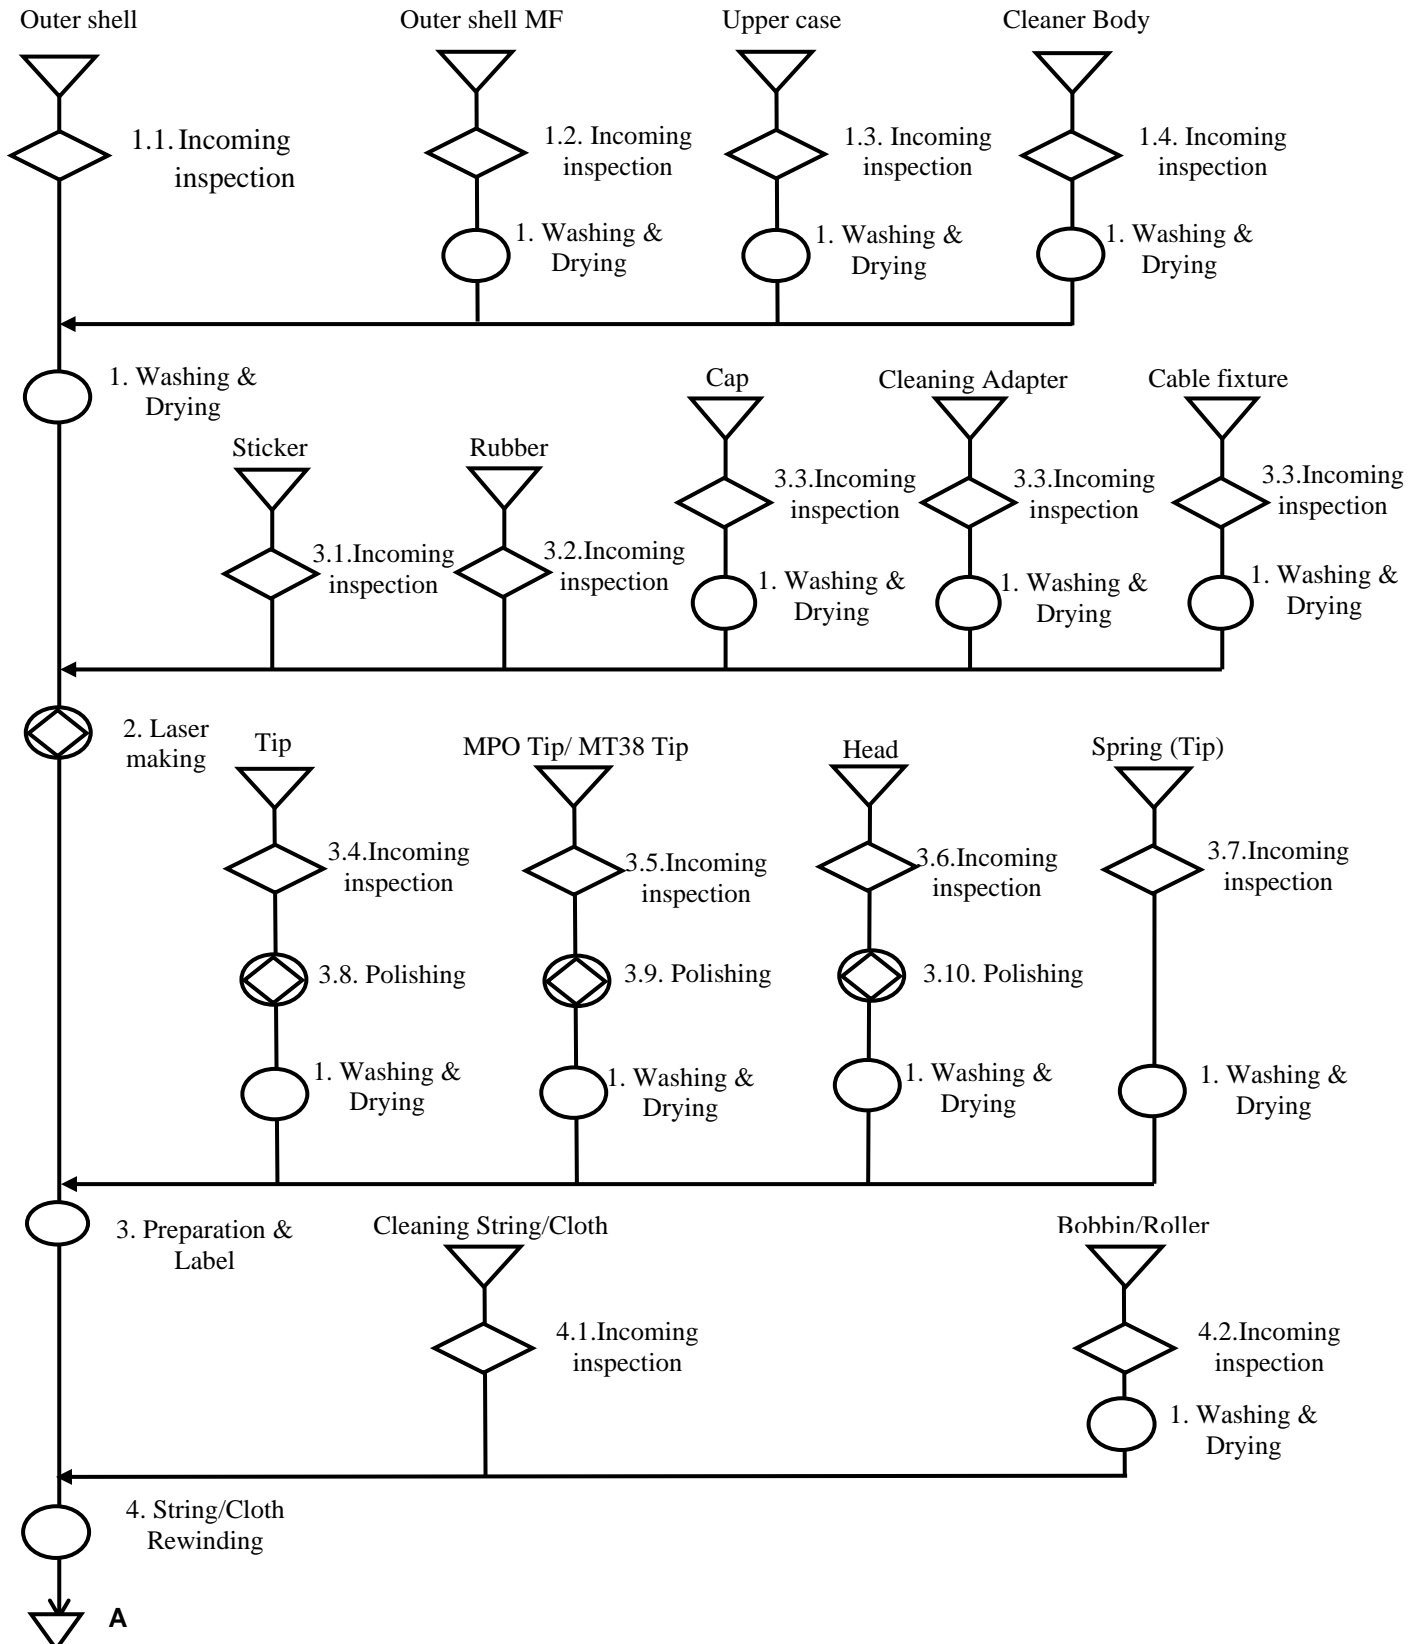 Outer shell
Outer shell MF
Upper case
Cleaner Body
1.1. Incoming
inspection
1.2. Incoming
inspection
1.3. Incoming
inspection
1.4. Incoming
inspection
1. Washing &
Drying
1. Washing &
Drying
1. Washing &
Drying
1. Washing &
Drying
Cap
Cleaning Adapter
Cable fixture
Sticker
Rubber
3.1.Incoming
inspection
3.2.Incoming
inspection
3.3.Incoming
inspection
3.3.Incoming
inspection
3.3.Incoming
inspection
1. Washing &
Drying
1. Washing &
Drying
1. Washing &
Drying
2. Laser
making
Tip
MPO Tip/ MT38 Tip
Head
Spring (Tip)
3.4.Incoming
inspection
3.5.Incoming
inspection
3.6.Incoming
inspection
3.7.Incoming
inspection
3.8. Polishing
3.9. Polishing
3.10. Polishing
1. Washing &
Drying
1. Washing &
Drying
1. Washing &
Drying
1. Washing &
Drying
3. Preparation &
Label
Cleaning String/Cloth
Bobbin/Roller
4.1.Incoming
inspection
4.2.Incoming
inspection
1. Washing &
Drying
4. String/Cloth
Rewinding
A